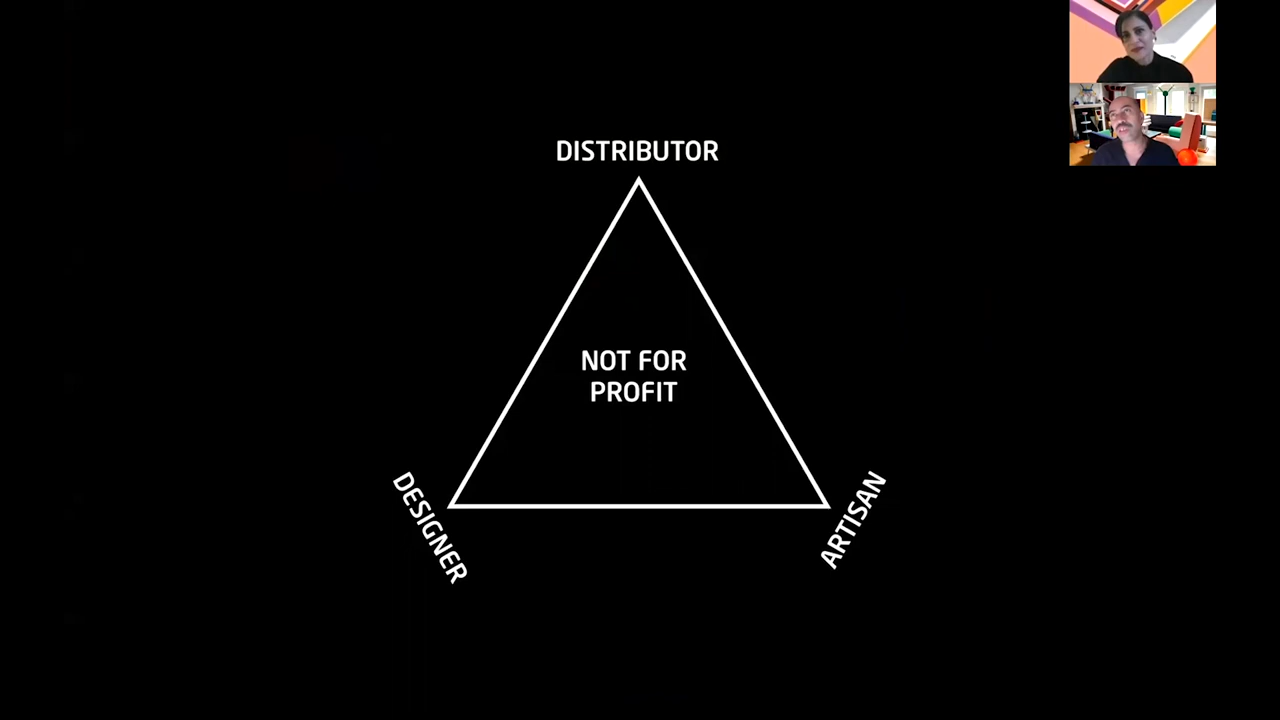 DISTRIBUTOR
NOT FOR
PROFIT
DESIGNER
ARTISAN